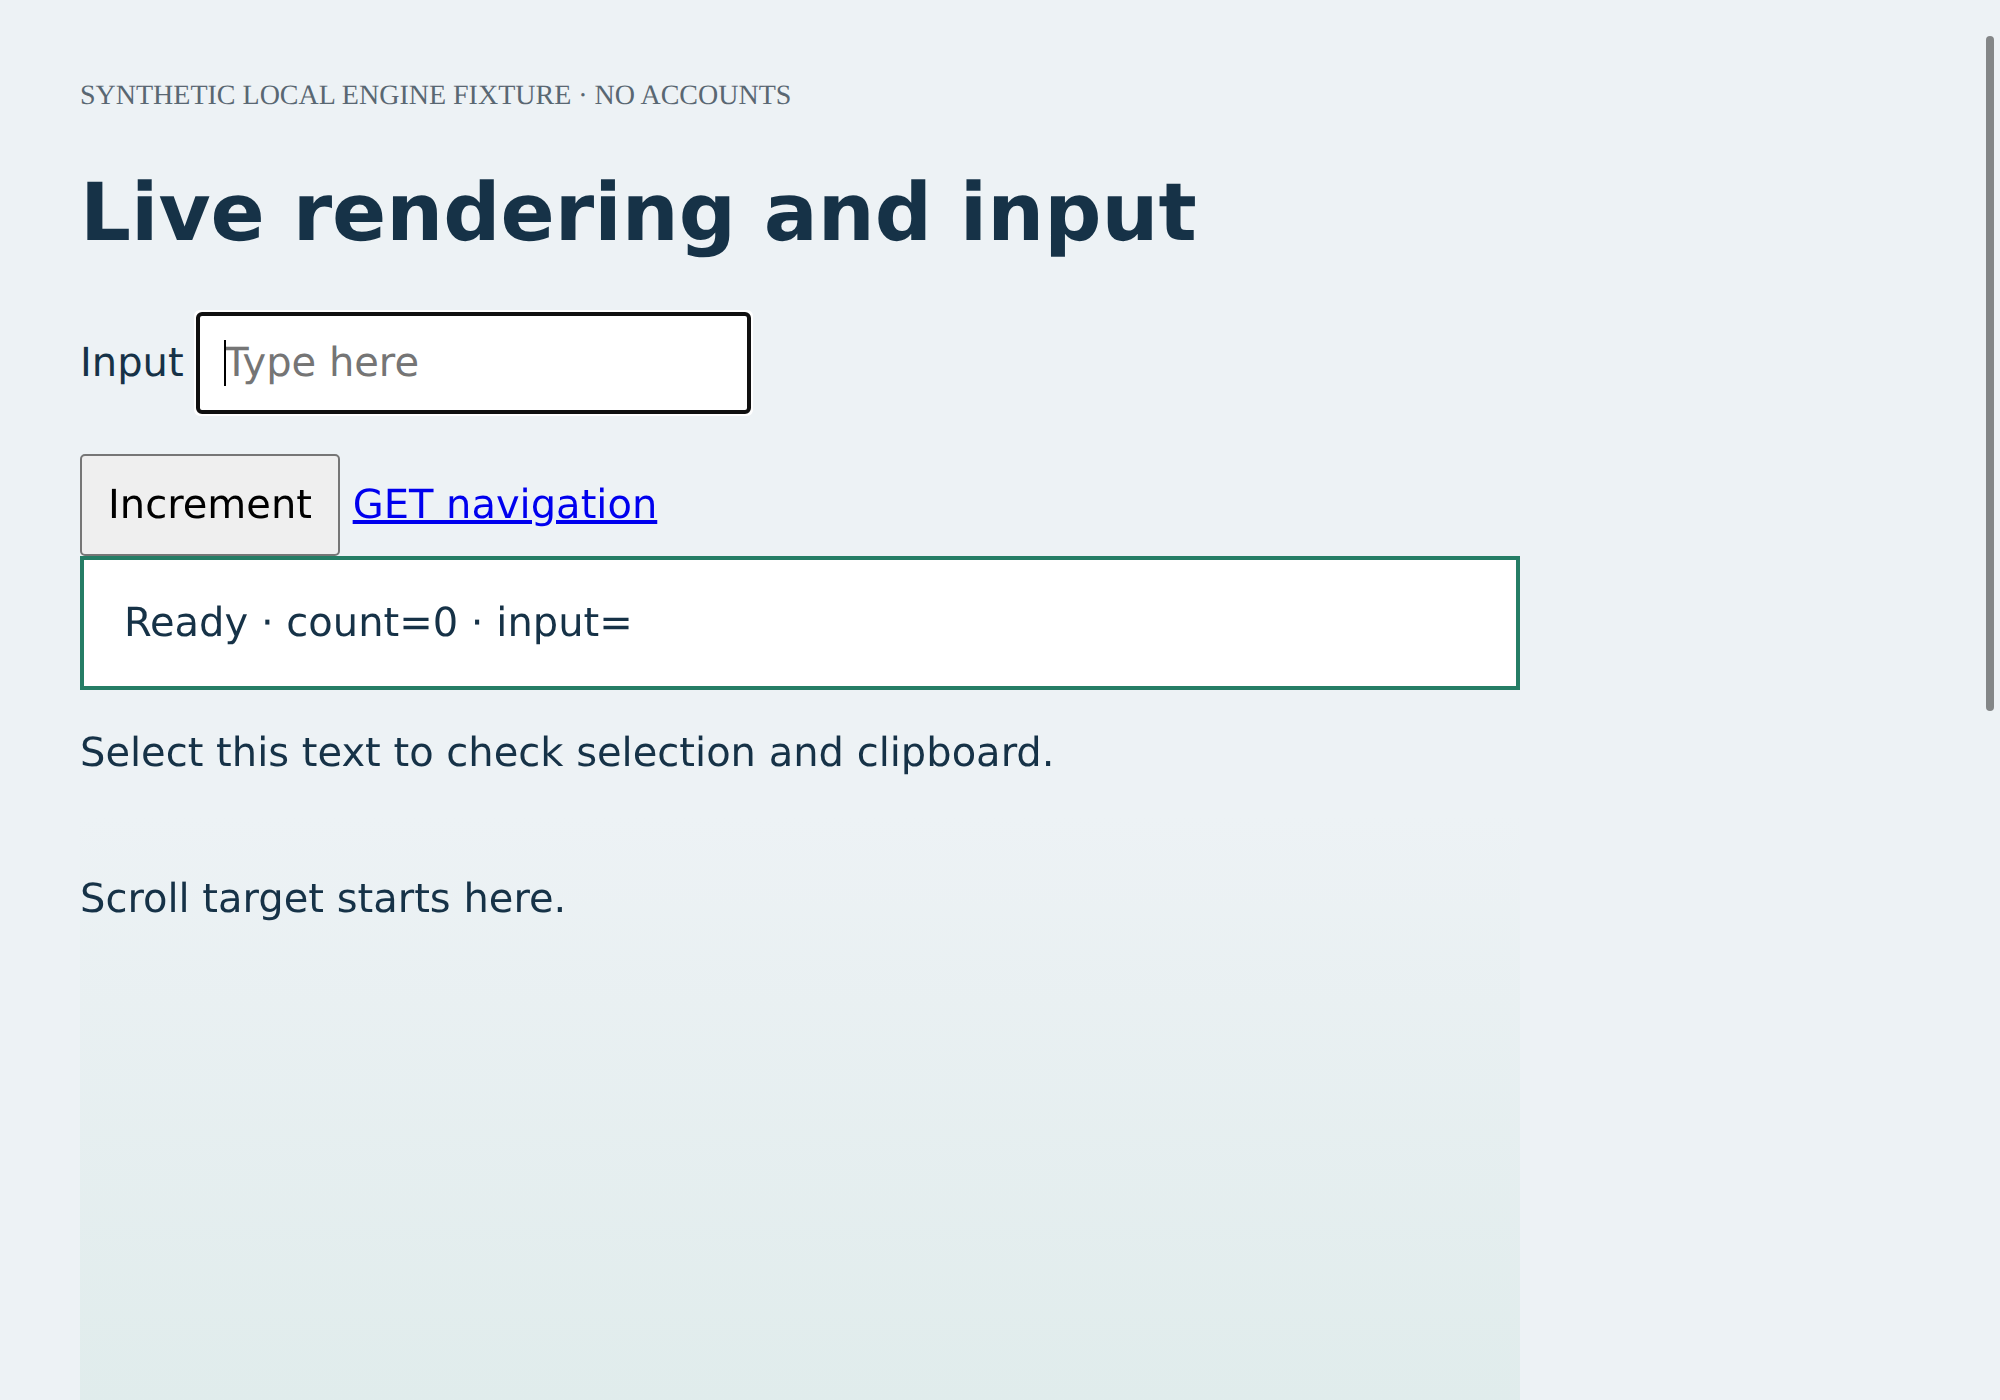 SYNTHETIC LOCAL ENGINE FIXTURE · NO ACCOUNTS
Live rendering and input
Input Type here
Increment GET navigation
Ready · count=0 · input=
Select this text to check selection and clipboard.
Scroll target starts here.